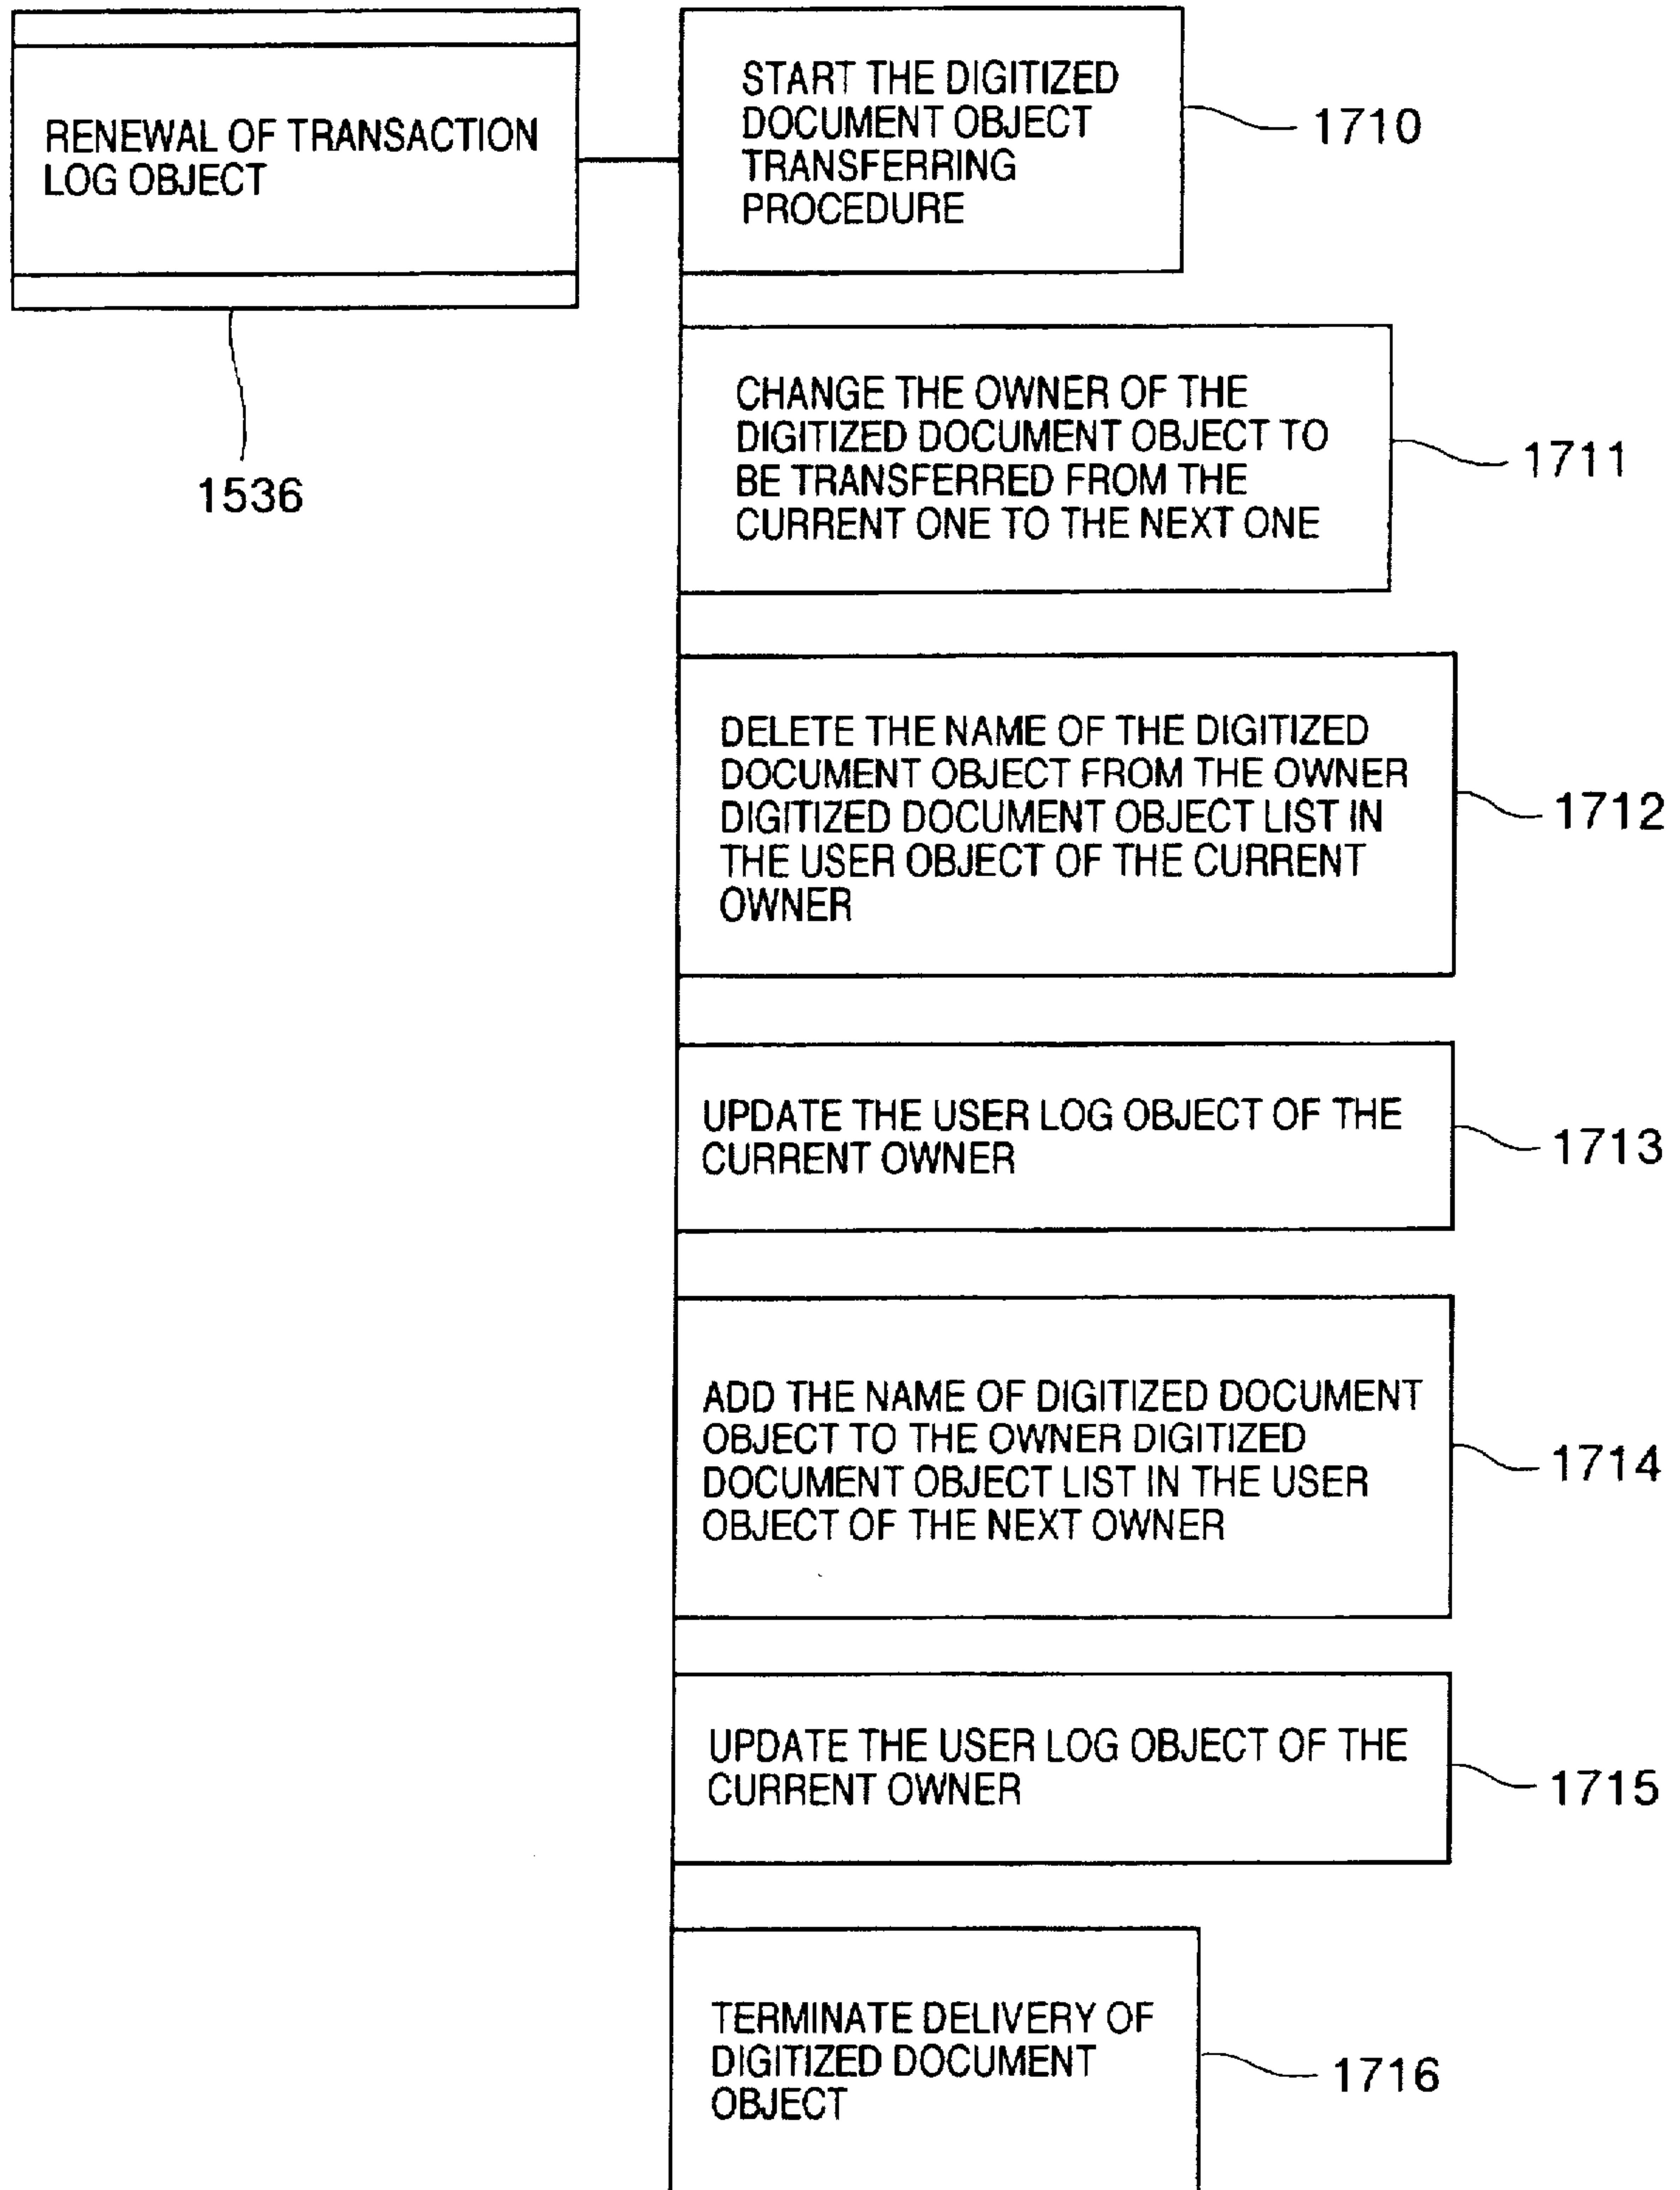 RENEWAL OF TRANSACTION
LOG OBJECT
1536
START THE DIGITIZED
DOCUMENT OBJECT
TRANSFERRING
PROCEDURE
1710
CHANGE THE OWNER OF THE
DIGITIZED DOCUMENT OBJECT TO
BE TRANSFERRED FROM THE
CURRENT ONE TO THE NEXT ONE
1711
DELETE THE NAME OF THE DIGITIZED
DOCUMENT OBJECT FROM THE OWNER
DIGITIZED DOCUMENT OBJECT LIST IN
THE USER OBJECT OF THE CURRENT
OWNER
1712
UPDATE THE USER LOG OBJECT OF THE
CURRENT OWNER
1713
ADD THE NAME OF DIGITIZED DOCUMENT
OBJECT TO THE OWNER DIGITIZED
DOCUMENT OBJECT LIST IN THE USER
OBJECT OF THE NEXT OWNER
1714
UPDATE THE USER LOG OBJECT OF THE
CURRENT OWNER
1715
TERMINATE DELIVERY OF
DIGITIZED DOCUMENT
OBJECT
1716